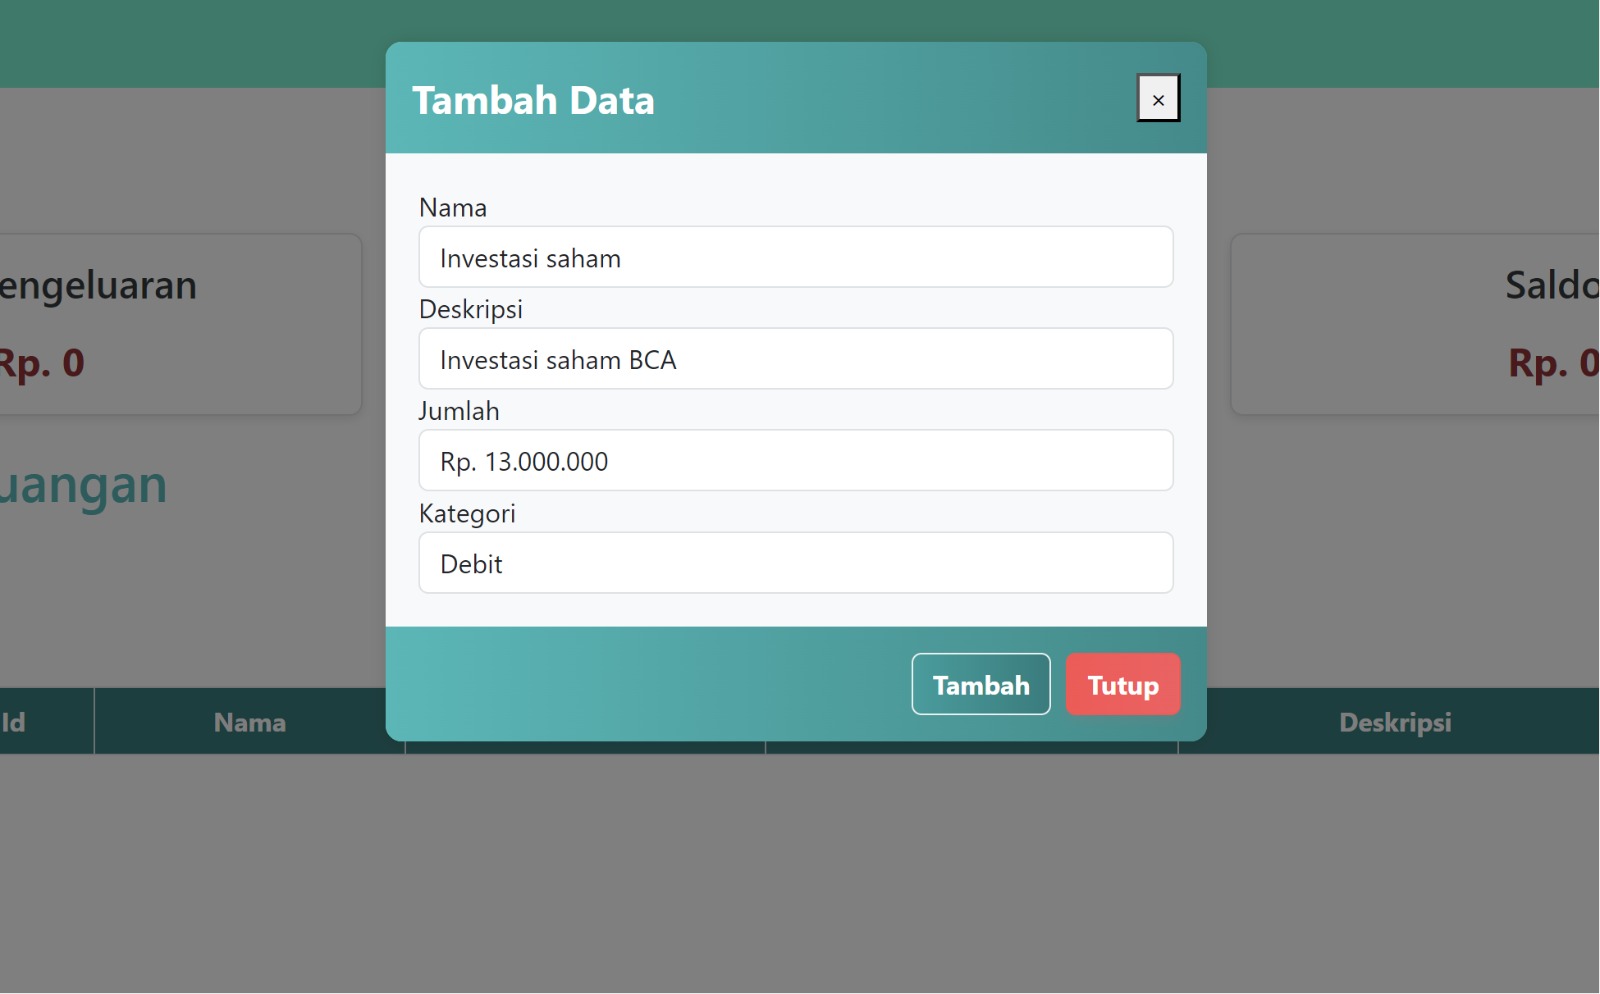 Tambah Data
×
Nama
Investasi saham
Deskripsi
Investasi saham BCA
Jumlah
Rp. 13.000.000
Kategori
Debit
Tambah Tutup
engeluaran
Rp. 0
Saldo
Rp. 0
uangan
Id Nama Deskripsi